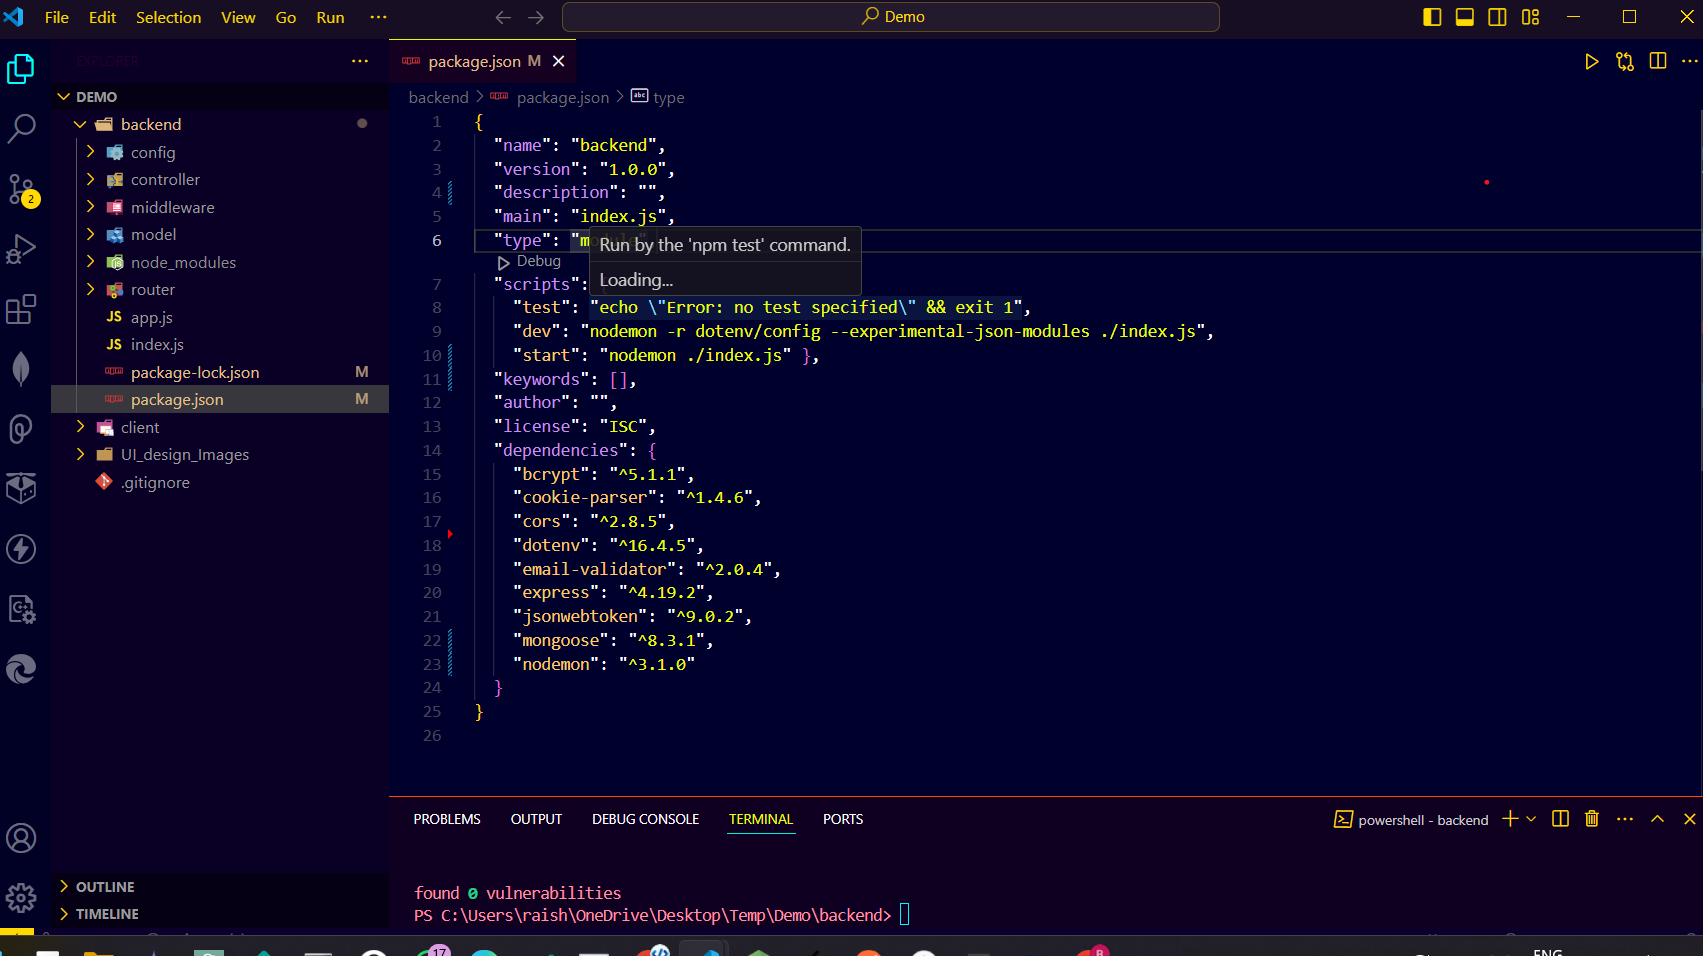 File Edit Selection View Go Run ···
Demo
EXPLORER
package.json M
DEMO
backend > package.json > abc type
backend
config
controller
middleware
model
node_modules
router
JS app.js
JS index.js
package-lock.json M
package.json M
client
UI_design_Images
.gitignore
OUTLINE
TIMELINE
2
1 {
2 "name": "backend",
3 "version": "1.0.0",
4 "description": "",
5 "main": "index.js",
6 "type": "module"
Run by the 'npm test' command.
Debug
Loading...
7 "scripts": {
8 "test": "echo \"Error: no test specified\" && exit 1",
9 "dev": "nodemon -r dotenv/config --experimental-json-modules ./index.js",
10 "start": "nodemon ./index.js" },
11 "keywords": [],
12 "author": "",
13 "license": "ISC",
14 "dependencies": {
15 "bcrypt": "^5.1.1",
16 "cookie-parser": "^1.4.6",
17 "cors": "^2.8.5",
18 "dotenv": "^16.4.5",
19 "email-validator": "^2.0.4",
20 "express": "^4.19.2",
21 "jsonwebtoken": "^9.0.2",
22 "mongoose": "^8.3.1",
23 "nodemon": "^3.1.0"
24 }
25 }
26
PROBLEMS OUTPUT DEBUG CONSOLE TERMINAL PORTS
powershell - backend
found 0 vulnerabilities
PS C:\Users\raish\OneDrive\Desktop\Temp\Demo\backend>
17
ENG